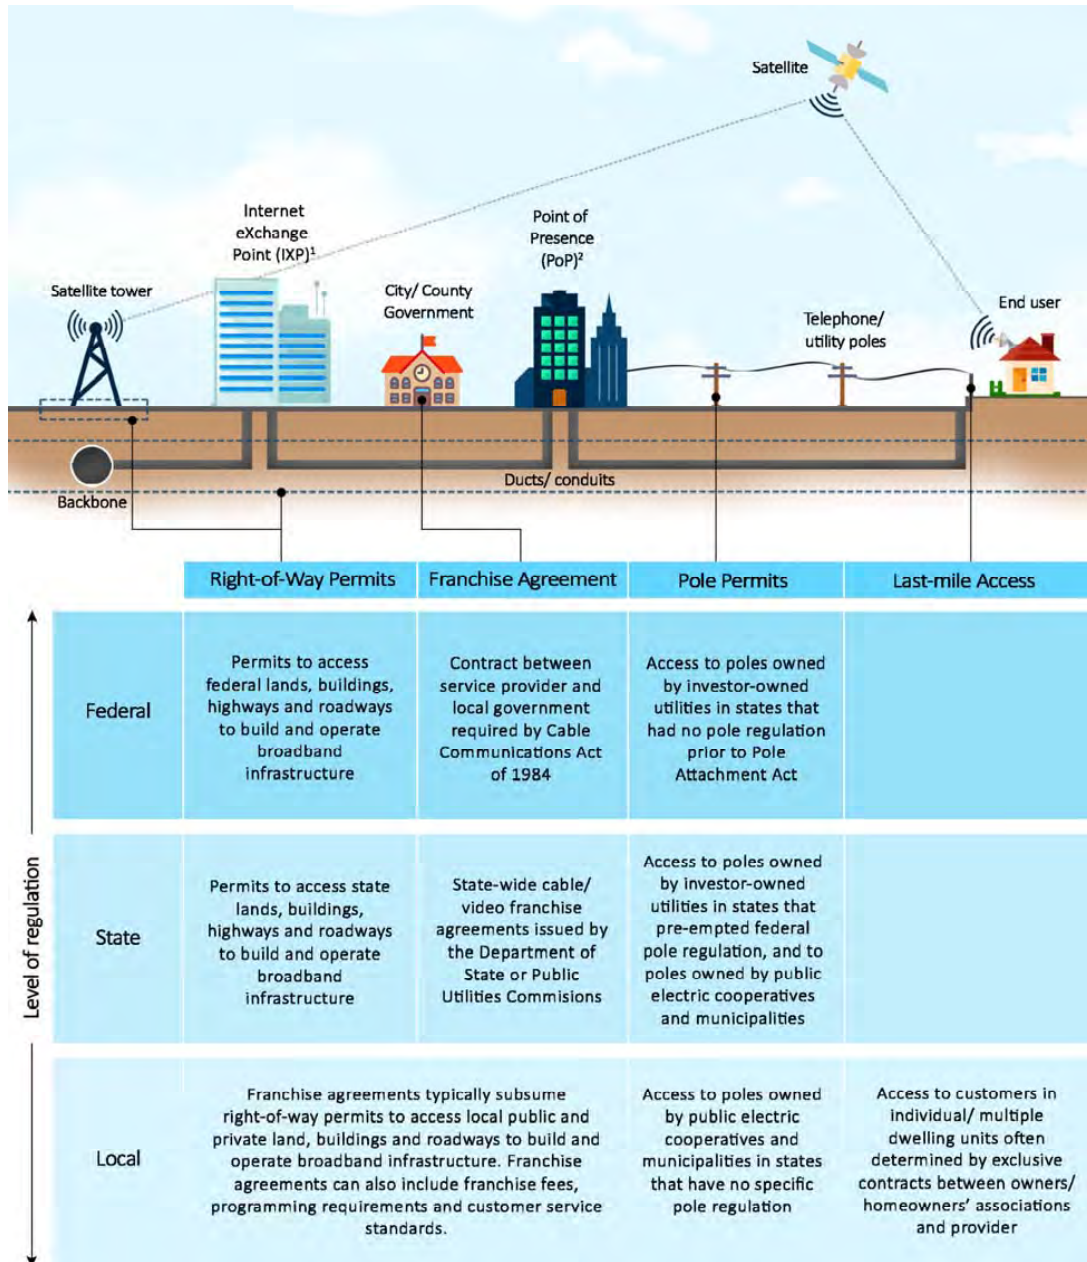 Satellite
Internet
eXchange
Point (IXP)¹
Point of
Presence
(PoP)²
Satellite tower
City/ County
Government
Telephone/
utility poles
End user
Ducts/ conduits
Backbone
Right-of-Way Permits
Franchise Agreement
Pole Permits
Last-mile Access
Level of regulation
Federal
Permits to access
federal lands, buildings,
highways and roadways
to build and operate
broadband
infrastructure
Contract between
service provider and
local government
required by Cable
Communications Act
of 1984
Access to poles owned
by investor-owned
utilities in states that
had no pole regulation
prior to Pole
Attachment Act
State
Permits to access state
lands, buildings,
highways and roadways
to build and operate
broadband
infrastructure
State-wide cable/
video franchise
agreements issued by
the Department of
State or Public
Utilities Commisions
Access to poles owned
by investor-owned
utilities in states that
pre-empted federal
pole regulation, and to
poles owned by public
electric cooperatives
and municipalities
Local
Franchise agreements typically subsume
right-of-way permits to access local public and
private land, buildings and roadways to build and
operate broadband infrastructure. Franchise
agreements can also include franchise fees,
programming requirements and customer service
standards.
Access to poles owned
by public electric
cooperatives and
municipalities in states
that have no specific
pole regulation
Access to customers in
individual/ multiple
dwelling units often
determined by exclusive
contracts between owners/
homeowners' associations
and provider